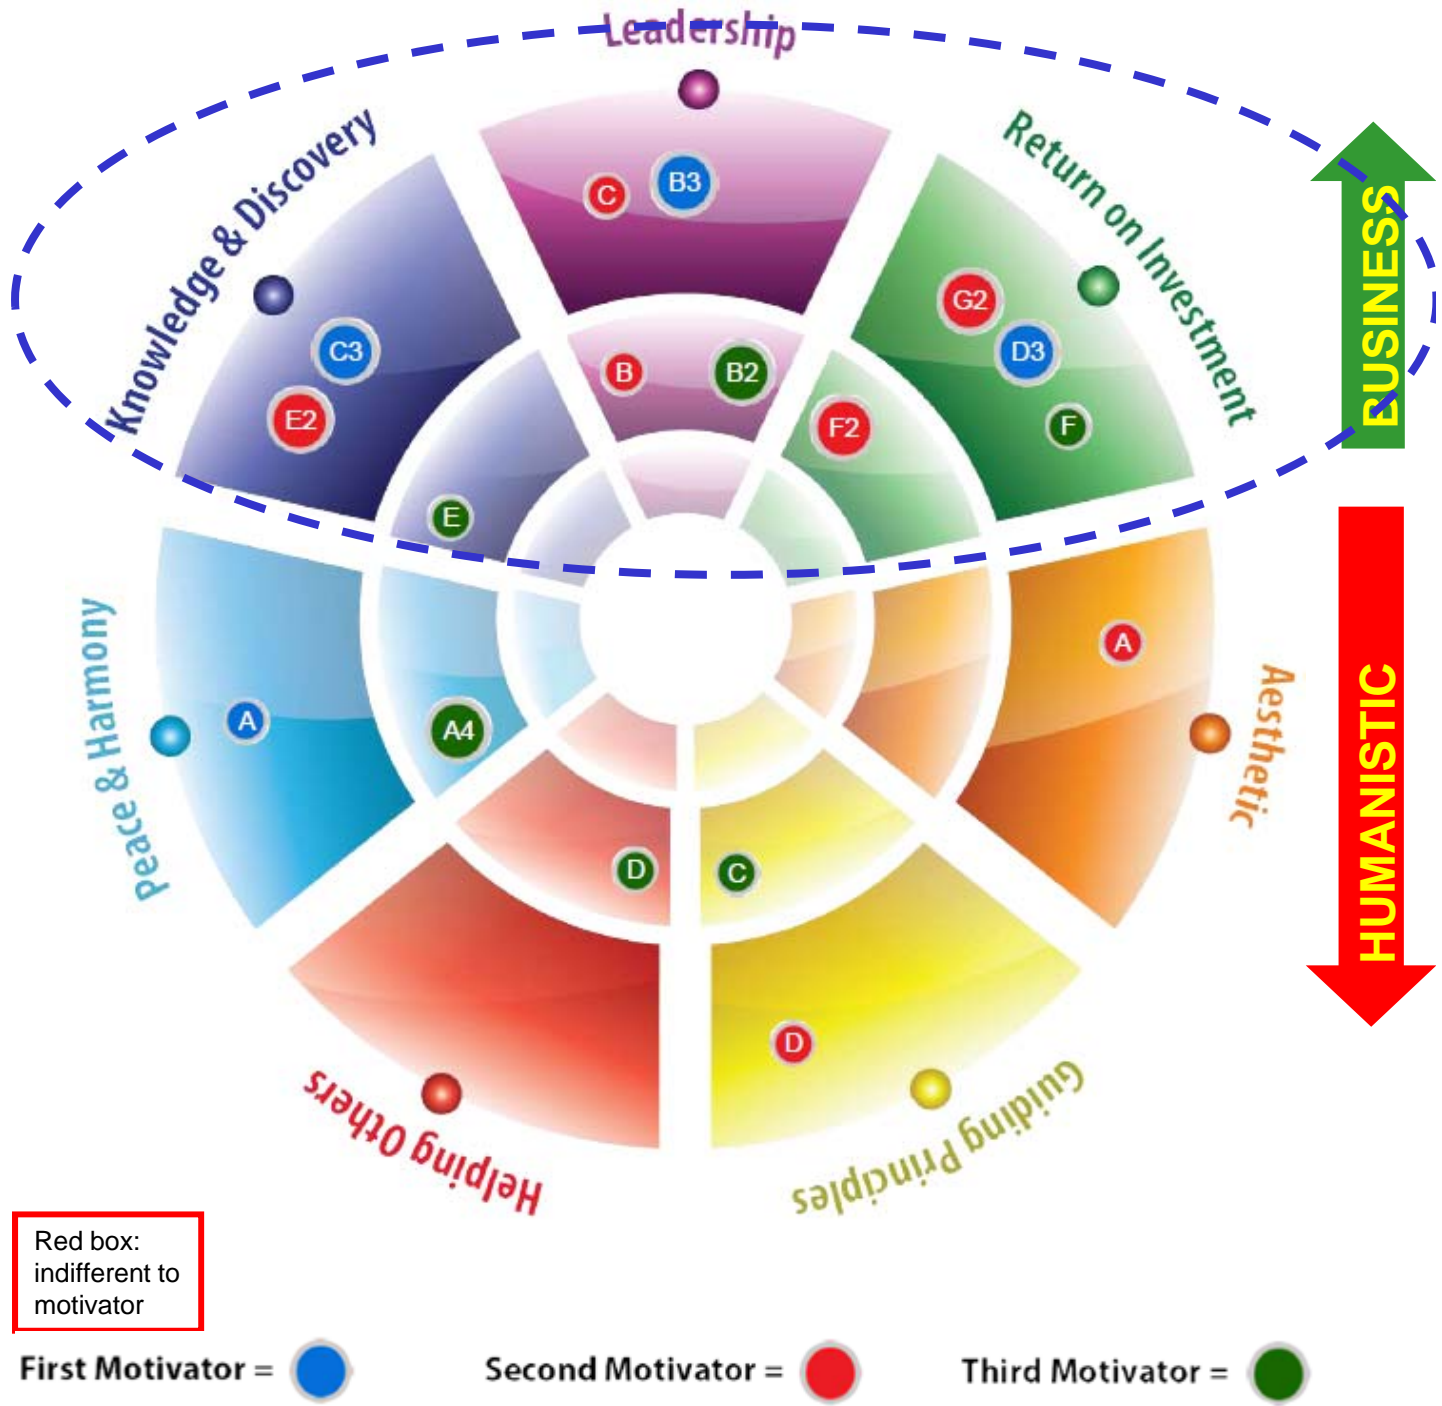 Leadership
Knowledge & Discovery
Return on Investment
BUSINESS
C
B3
G2
D3
C3
B
B2
E2
F2
F
E
HUMANISTIC
Peace & Harmony
A
A4
A
Aesthetic
D
C
D
Helping Others
Guiding Principles
Red box:
indifferent to
motivator
First Motivator =
Second Motivator =
Third Motivator =